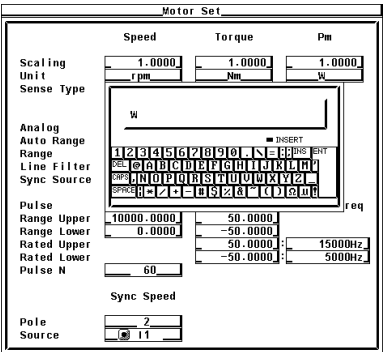 Motor Set
Speed Torque Pm
Scaling 1.0000 1.0000 1.0000
Unit rpm Nm W
Sense Type
W
Analog
INSERT
Auto Range
Range 1 2 3 4 5 6 7 8 9 0 . \ = : ; INS ENT
Line Filter DEL @ A B C D E F G H I J K L M '
Sync Source CAPS , N O P Q R S T U V W X Y Z _
SPACE ¦ * / + - # $ % & ~ ( ) Ω µ
Pulse req
Range Upper 10000.0000 50.0000
Range Lower 0.0000 -50.0000
Rated Upper 50.0000 : 15000Hz
Rated Lower -50.0000 : 5000Hz
Pulse N 60
Sync Speed
Pole 2
Source I1